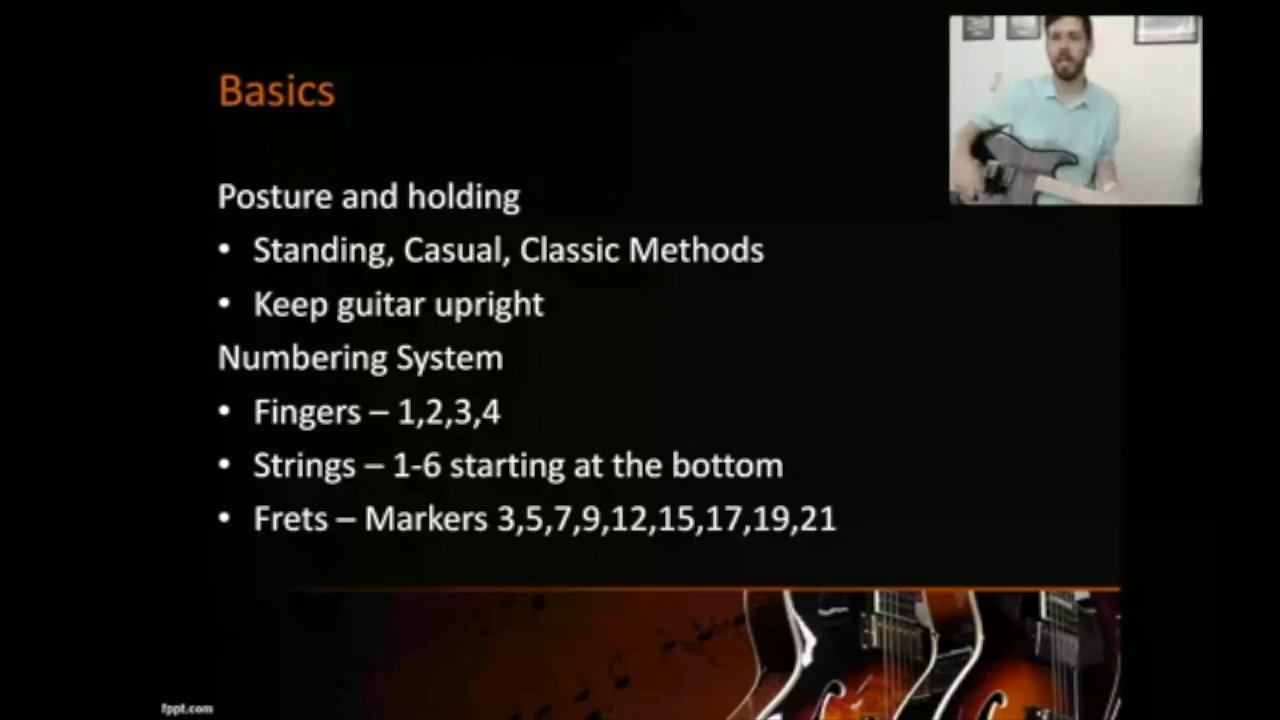 Basics
Posture and holding
• Standing, Casual, Classic Methods
• Keep guitar upright
Numbering System
• Fingers – 1,2,3,4
• Strings – 1-6 starting at the bottom
• Frets – Markers 3,5,7,9,12,15,17,19,21
fppt.com